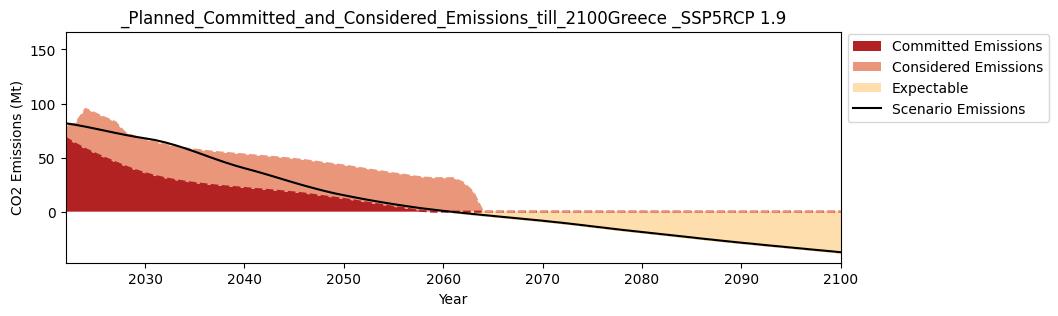 _Planned_Committed_and_Considered_Emissions_till_2100Greece _SSP5RCP 1.9
150
100
50
0
CO2 Emissions (Mt)
2030
2040
2050
2060
2070
2080
2090
2100
Year
Committed Emissions
Considered Emissions
Expectable
Scenario Emissions